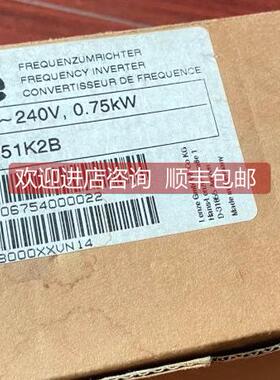 FREQUENZUMRICHTER
FREQUENCY INVERTER
CONVERTISSEUR DE FREQUENCE
~240V, 0.75kW
51K2B
欢迎进店咨询 顺丰包邮
06754000022
B000XXUN14